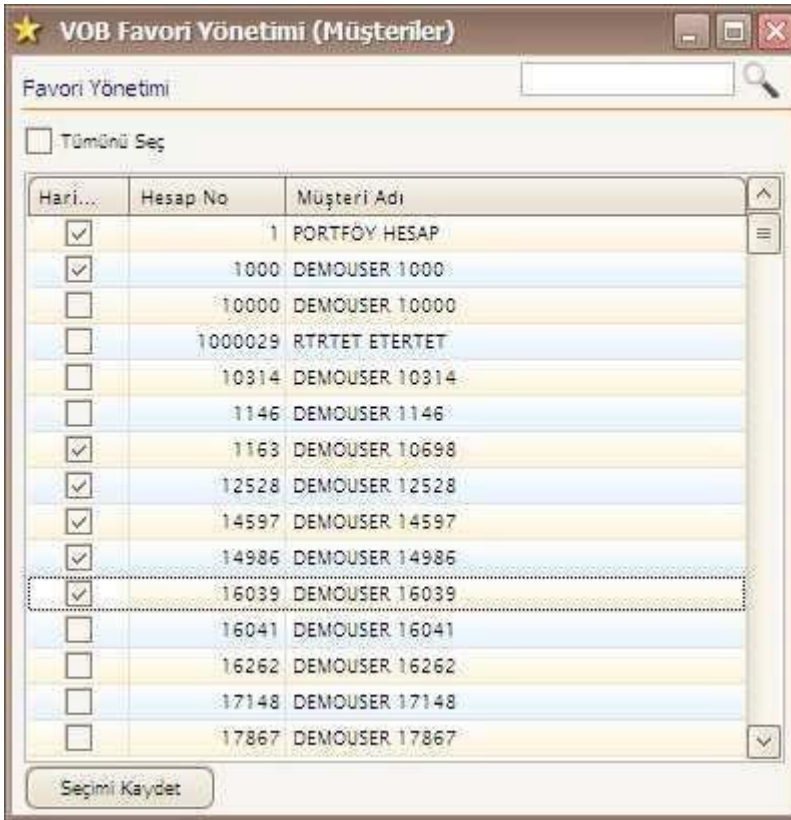 VOB Favori Yönetimi (Müşteriler)
Favori Yönetimi
Tümünü Seç
Hari... Hesap No Müşteri Adı
1 PORTFÖY HESAP
1000 DEMOUSER 1000
10000 DEMOUSER 10000
1000029 RTRTET ETERTET
10314 DEMOUSER 10314
1146 DEMOUSER 1146
1163 DEMOUSER 10698
12528 DEMOUSER 12528
14597 DEMOUSER 14597
14986 DEMOUSER 14986
16039 DEMOUSER 16039
16041 DEMOUSER 16041
16262 DEMOUSER 16262
17148 DEMOUSER 17148
17867 DEMOUSER 17867
Seçimi Kaydet